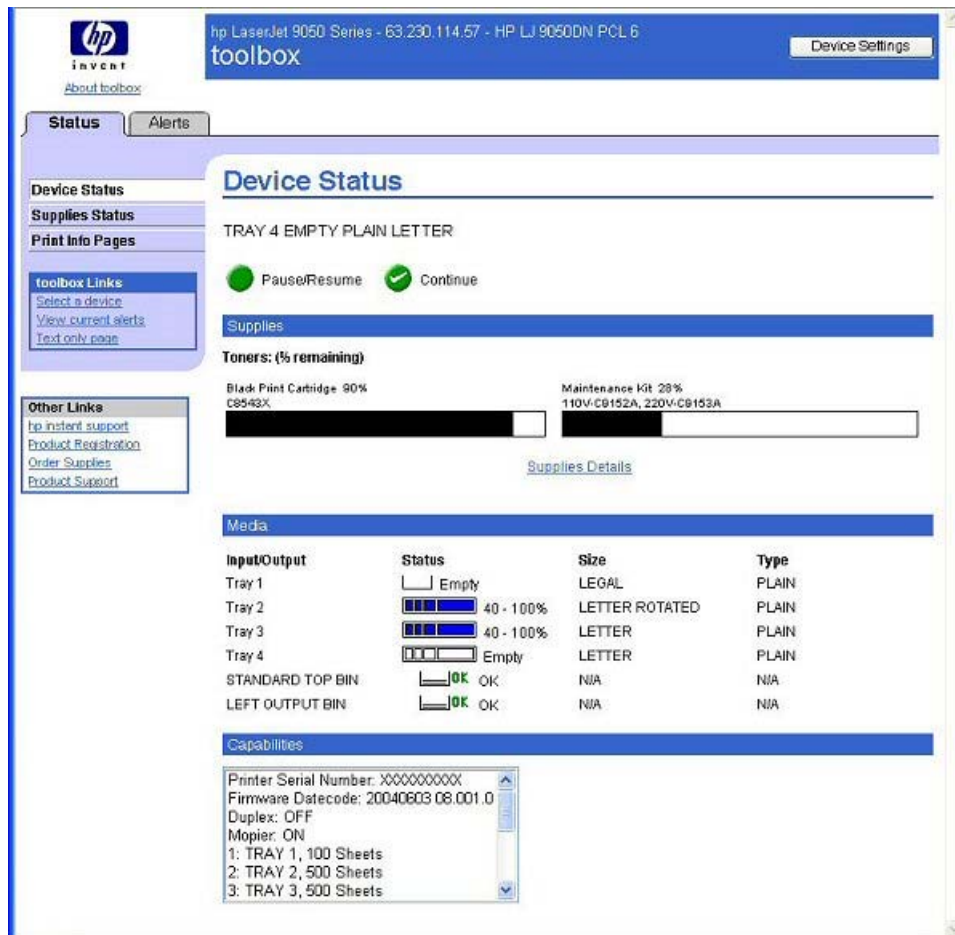 hp LaserJet 9050 Series - 63.230.114.57 - HP LJ 9050DN PCL 6
toolbox
Device Settings
hp
invent
About toolbox
Status
Alerts
Device Status
Supplies Status
Print Info Pages
toolbox Links
Select a device
View current alerts
Text only page
Other Links
hp instant support
Product Registration
Order Supplies
Product Support
Device Status
TRAY 4 EMPTY PLAIN LETTER
Pause/Resume
Continue
Supplies
Toners: (% remaining)
Black Print Cartridge 90%
C8543X
Maintenance Kit 28%
110V-C9152A, 220V-C9153A
Supplies Details
Media
Input/Output Status Size Type
Tray 1 Empty LEGAL PLAIN
Tray 2 40 - 100% LETTER ROTATED PLAIN
Tray 3 40 - 100% LETTER PLAIN
Tray 4 Empty LETTER PLAIN
STANDARD TOP BIN OK OK N/A N/A
LEFT OUTPUT BIN OK OK N/A N/A
Capabilities
Printer Serial Number: XXXXXXXXXX
Firmware Datecode: 20040603 08.001.0
Duplex: OFF
Mopier: ON
1: TRAY 1, 100 Sheets
2: TRAY 2, 500 Sheets
3: TRAY 3, 500 Sheets